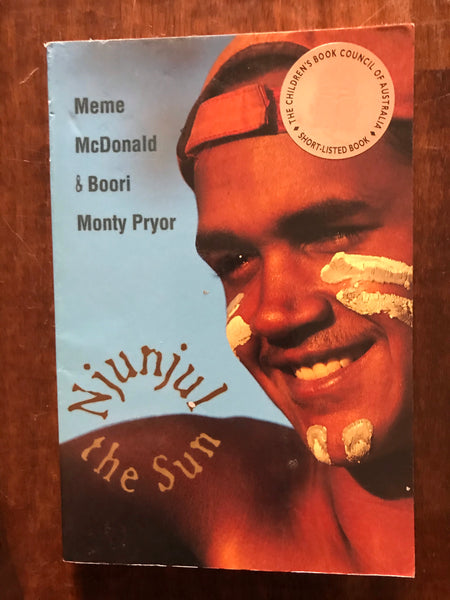 Meme
McDonald
& Boori
Monty Pryor
THE CHILDREN'S BOOK COUNCIL OF AUSTRALIA
SHORT-LISTED BOOK
Njunjul
the Sun